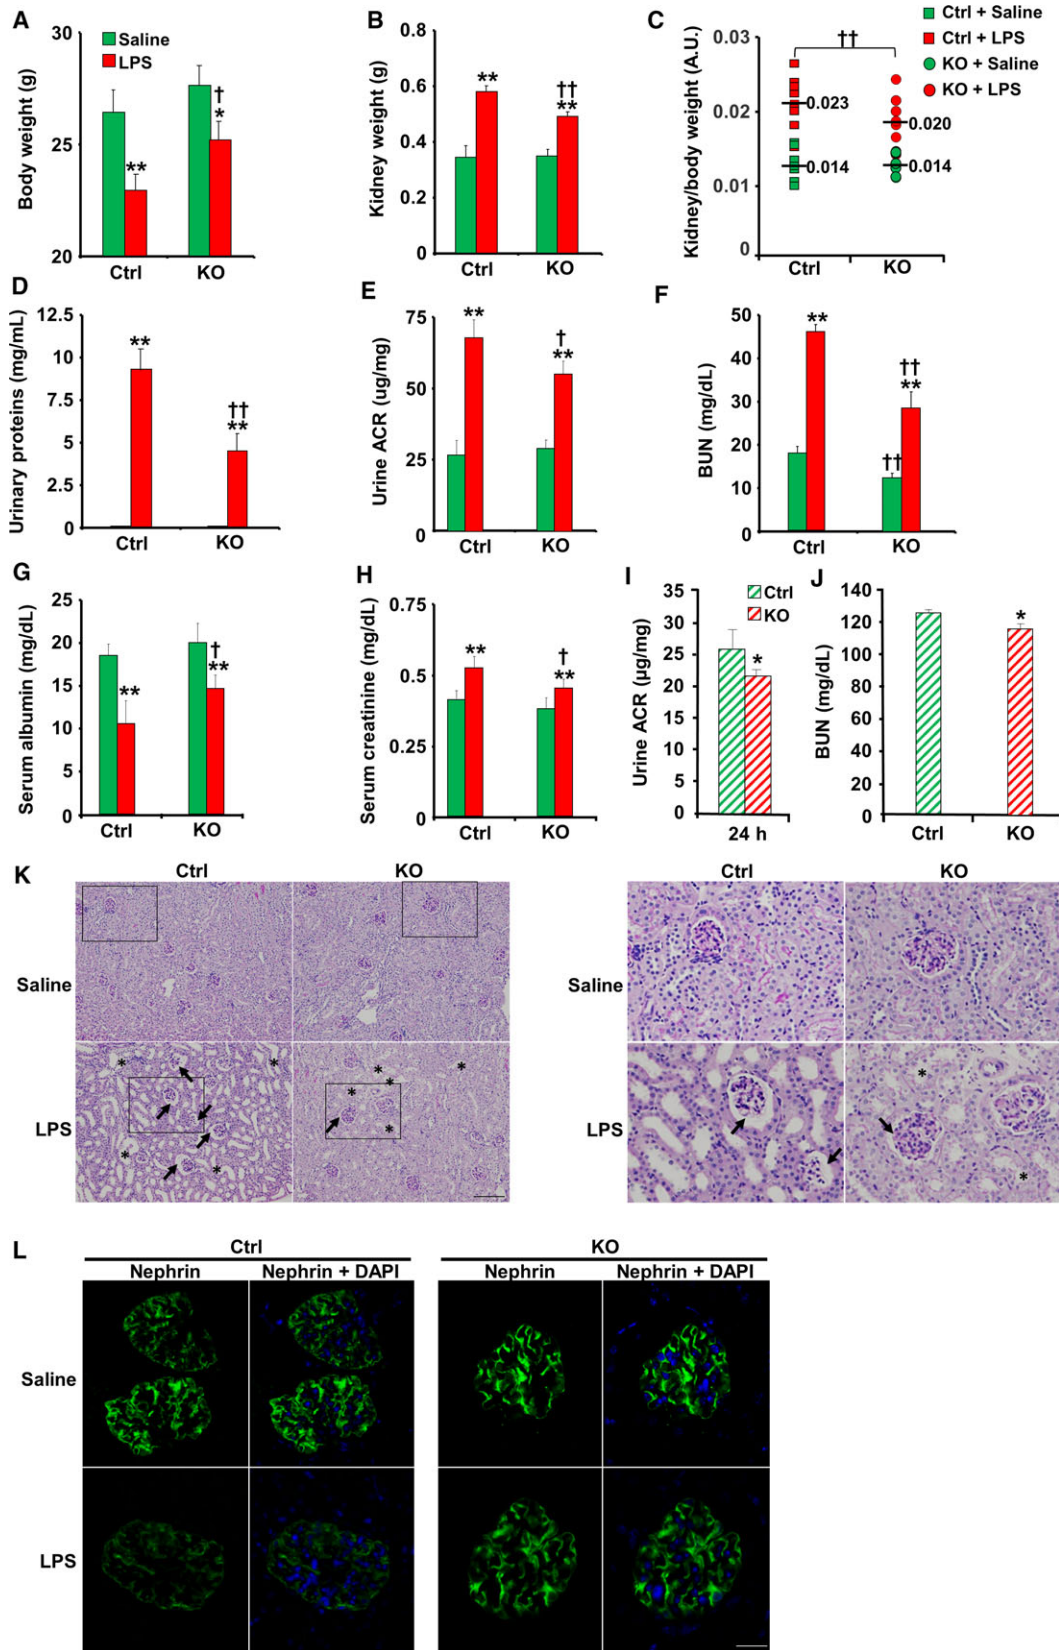 A
Body weight (g)
30
25
20
Saline
LPS
**
†
*
Ctrl
KO
B
Kidney weight (g)
0.8
0.6
0.4
0.2
0
**
††
**
Ctrl
KO
C
Kidney/body weight (A.U.)
0.03
0.02
0.01
0
††
0.023
0.014
0.020
0.014
Ctrl
KO
Ctrl + Saline
Ctrl + LPS
KO + Saline
KO + LPS
D
Urinary proteins (mg/mL)
12.5
10
7.5
5
2.5
0
**
††
**
Ctrl
KO
E
Urine ACR (ug/mg)
75
50
25
0
**
†
**
Ctrl
KO
F
BUN (mg/dL)
50
40
30
20
10
0
**
††
††
**
Ctrl
KO
G
Serum albumin (mg/dL)
25
20
15
10
5
0
**
†
**
Ctrl
KO
H
Serum creatinine (mg/dL)
0.75
0.5
0.25
0
**
†
**
Ctrl
KO
I
Urine ACR (µg/mg)
35
30
25
20
15
10
5
0
Ctrl
KO
*
24 h
J
BUN (mg/dL)
140
120
100
80
60
40
20
0
*
Ctrl
KO
K
Ctrl
KO
Ctrl
KO
Saline
Saline
LPS
* * * *
* * * * *
LPS
*
*
L
Ctrl
KO
Nephrin
Nephrin + DAPI
Nephrin
Nephrin + DAPI
Saline
LPS